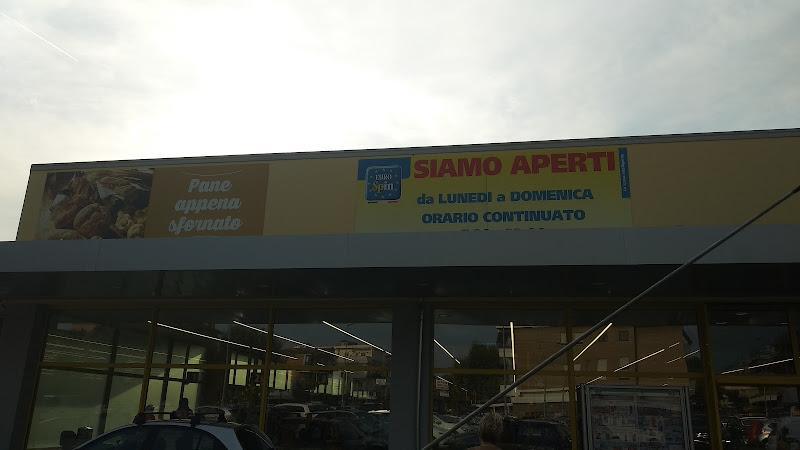 Pane
appena
sfornato
EURO
Spin
SIAMO APERTI
da LUNEDI a DOMENICA
ORARIO CONTINUATO